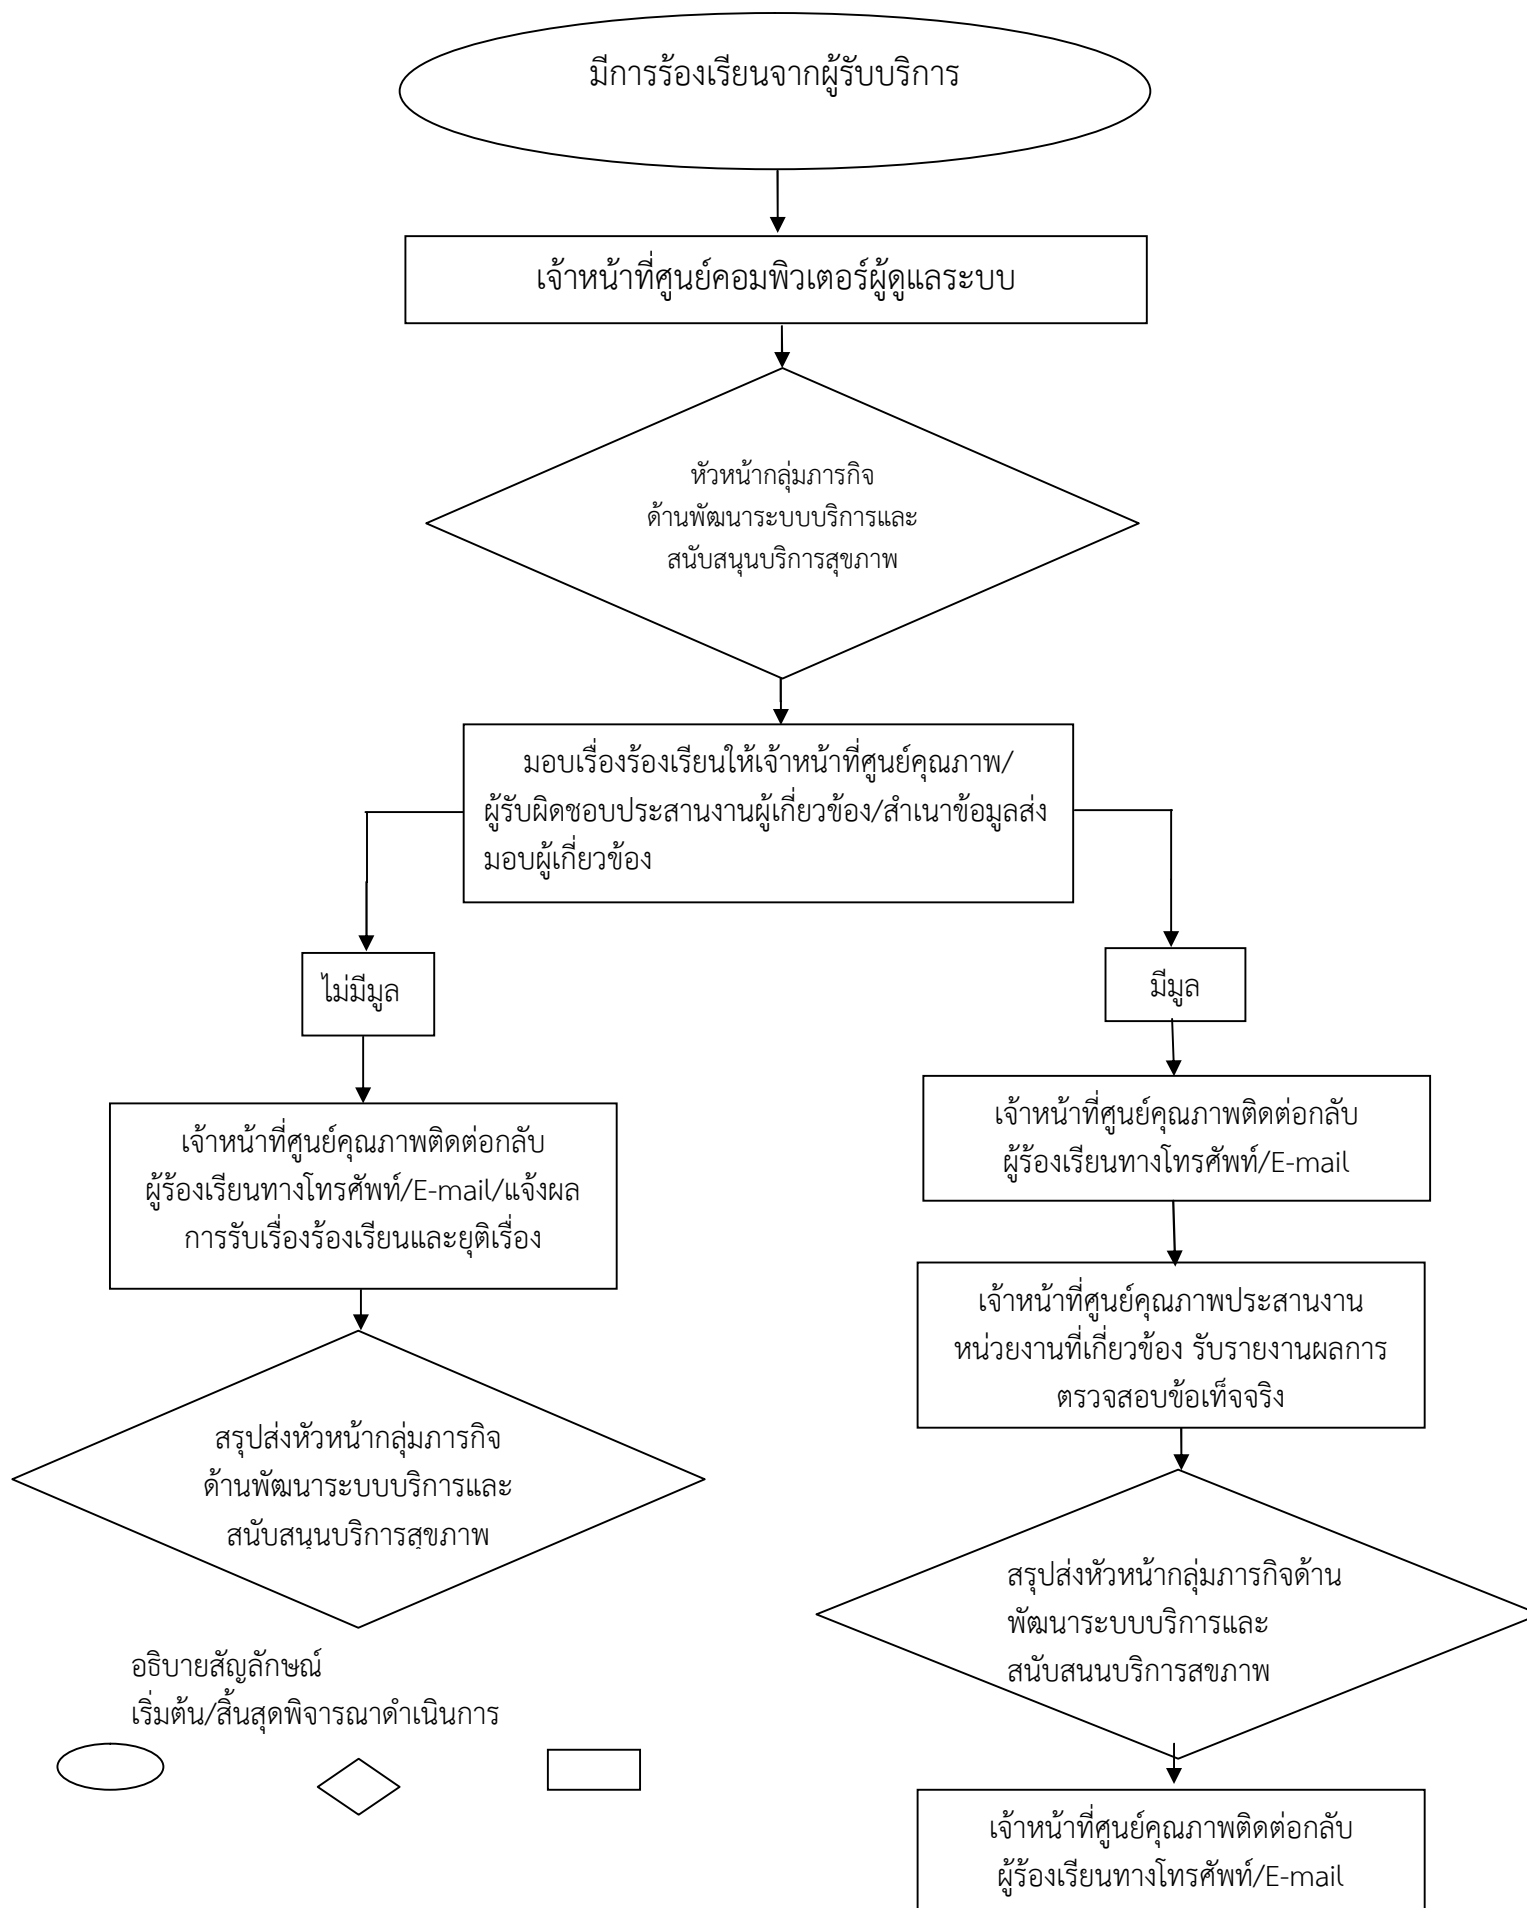 มีการร้องเรียนจากผู้รับบริการ
เจ้าหน้าที่ศูนย์คอมพิวเตอร์ผู้ดูแลระบบ
หัวหน้ากลุ่มภารกิจ
ด้านพัฒนาระบบบริการและ
สนับสนุนบริการสุขภาพ
มอบเรื่องร้องเรียนให้เจ้าหน้าที่ศูนย์คุณภาพ/
ผู้รับผิดชอบประสานงานผู้เกี่ยวข้อง/สำเนาข้อมูลส่ง
มอบผู้เกี่ยวข้อง
ไม่มีมูล
เจ้าหน้าที่ศูนย์คุณภาพติดต่อกลับ
ผู้ร้องเรียนทางโทรศัพท์/E-mail/แจ้งผล
การรับเรื่องร้องเรียนและยุติเรื่อง
สรุปส่งหัวหน้ากลุ่มภารกิจ
ด้านพัฒนาระบบบริการและ
สนับสนุนบริการสุขภาพ
มีมูล
เจ้าหน้าที่ศูนย์คุณภาพติดต่อกลับ
ผู้ร้องเรียนทางโทรศัพท์/E-mail
เจ้าหน้าที่ศูนย์คุณภาพประสานงาน
หน่วยงานที่เกี่ยวข้อง รับรายงานผลการ
ตรวจสอบข้อเท็จจริง
สรุปส่งหัวหน้ากลุ่มภารกิจด้าน
พัฒนาระบบบริการและ
สนับสนนบริการสขภาพ
เจ้าหน้าที่ศูนย์คุณภาพติดต่อกลับ
ผู้ร้องเรียนทางโทรศัพท์/E-mail
อธิบายสัญลักษณ์
เริ่มต้น/สิ้นสุดพิจารณาดำเนินการ